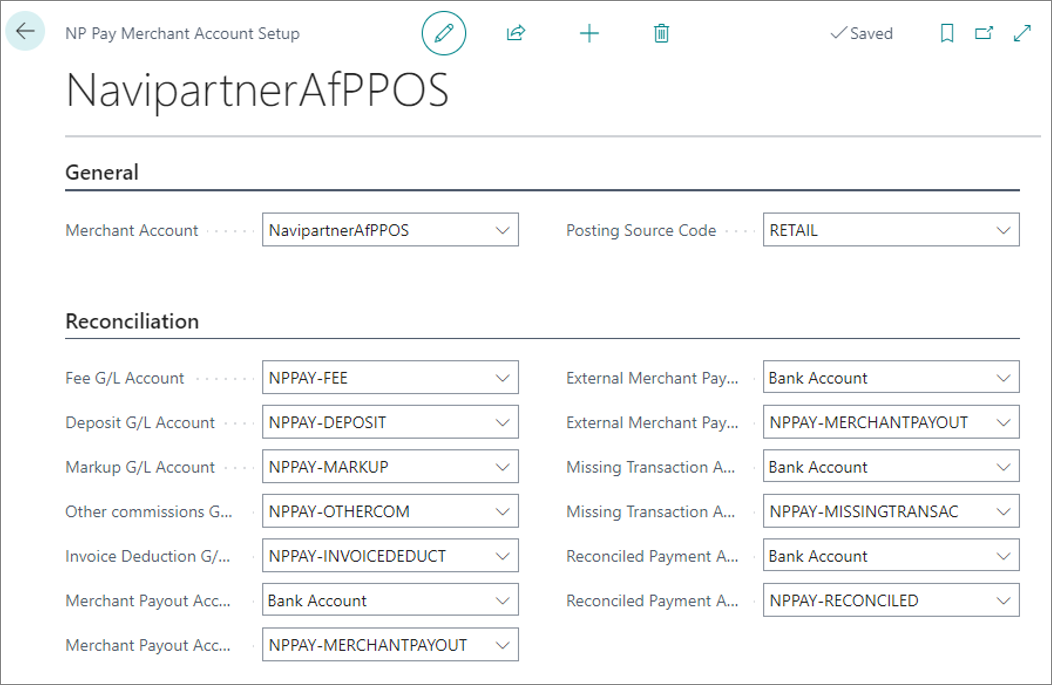 NP Pay Merchant Account Setup
Saved
NavipartnerAfPPOS
General
Merchant Account NavipartnerAfPPOS
Posting Source Code RETAIL
Reconciliation
Fee G/L Account NPPAY-FEE
Deposit G/L Account NPPAY-DEPOSIT
Markup G/L Account NPPAY-MARKUP
Other commissions G... NPPAY-OTHERCOM
Invoice Deduction G/... NPPAY-INVOICEDEDUCT
Merchant Payout Acc... Bank Account
Merchant Payout Acc... NPPAY-MERCHANTPAYOUT
External Merchant Pay... Bank Account
External Merchant Pay... NPPAY-MERCHANTPAYOUT
Missing Transaction A... Bank Account
Missing Transaction A... NPPAY-MISSINGTRANSAC
Reconciled Payment A... Bank Account
Reconciled Payment A... NPPAY-RECONCILED